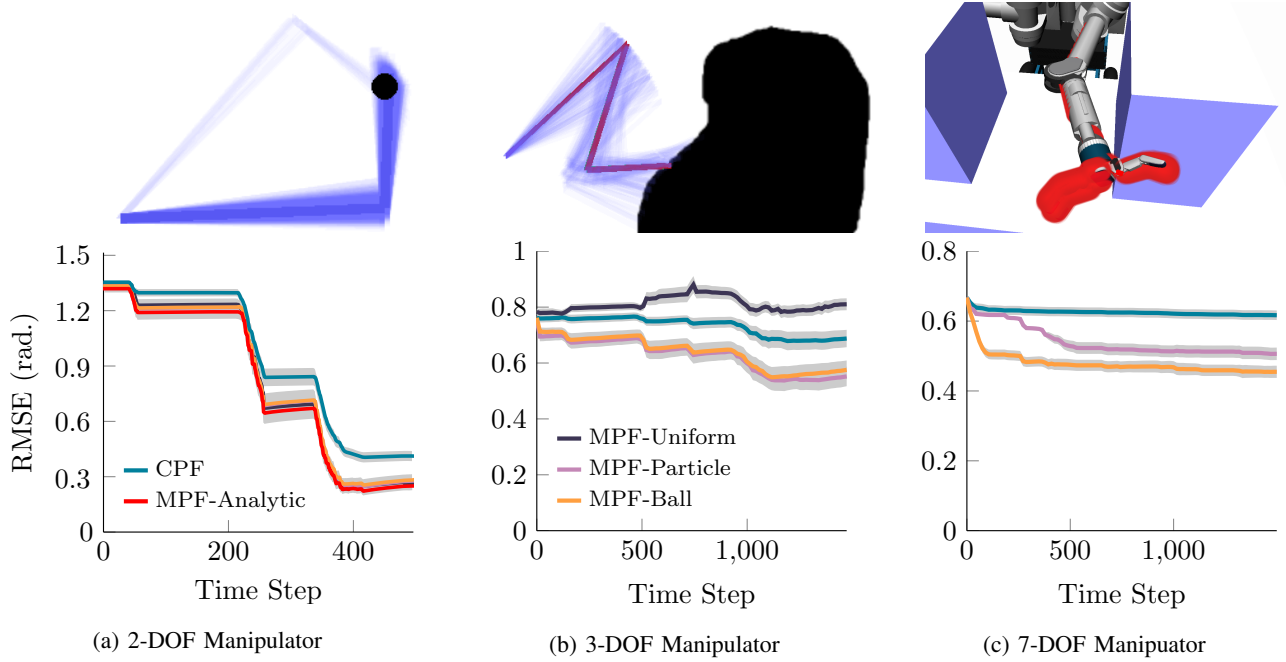 RMSE (rad.)
1.5
1.2
0.9
0.6
0.3
0
CPF
MPF-Analytic
0
200
400
Time Step
(a) 2-DOF Manipulator
1
0.8
0.6
0.4
0.2
0
MPF-Uniform
MPF-Particle
MPF-Ball
0
500
1,000
Time Step
(b) 3-DOF Manipulator
0.8
0.6
0.4
0.2
0
0
500
1,000
Time Step
(c) 7-DOF Manipuator